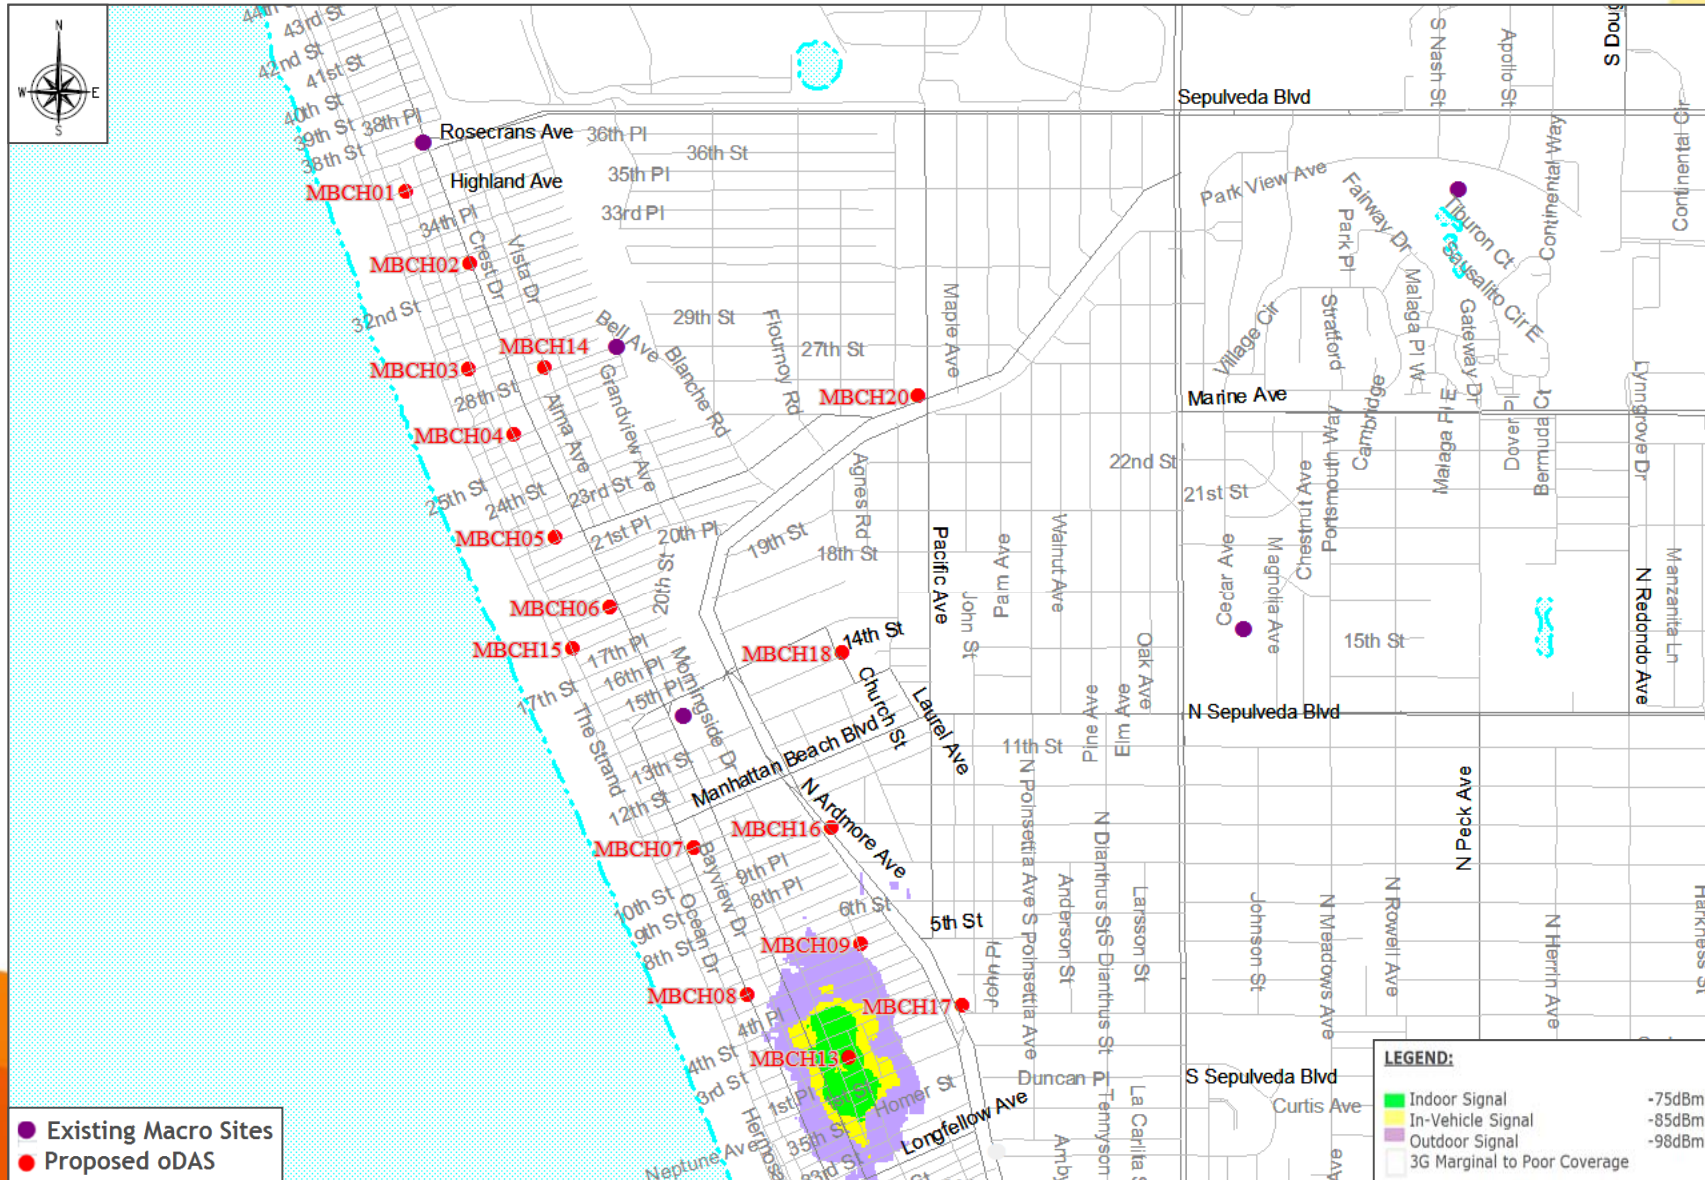 44th St
43rd St
42nd St
41st St
40th St
39th St
38th Pl
38th St
N
W
E
S
Rosecrans Ave
36th Pl
36th St
Highland Ave
35th Pl
33rd Pl
MBCH01
34th Pl
Crest Dr
Vista Dr
MBCH02
32nd St
29th St
Bell Ave
Flournoy Rd
27th St
Maple Ave
MBCH14
MBCH03
28th St
Blanche Rd
Grandview Ave
Alma Ave
MBCH20
MBCH04
25th St
24th St
23rd St
21st Pl
20th Pl
20th St
19th St
18th St
Agnes Rd
22nd St
MBCH05
MBCH06
MBCH15
17th Pl
16th Pl
15th Pl
17th St
Morningside Dr
The Strand
MBCH18
14th St
Church St
Laurel Ave
Pacific Ave
John St
Pam Ave
Walnut Ave
Oak Ave
Pine Ave
Elm Ave
11th St
13th St
12th St
Manhattan Beach Blvd
N Ardmore Ave
MBCH16
MBCH07
Bayview Dr
9th Pl
8th Pl
6th St
5th St
10th St
9th St
8th St
Ocean Dr
MBCH09
MBCH08
MBCH17
MBCH13
4th Pl
4th St
3rd St
1st Pl
1st St
Homer St
35th St
33rd St
Longfellow Ave
Neptune Ave
Duncan Pl
John Pl
N Poinsettia Ave
S Poinsettia Ave
Anderson St
N Dianthus St
S Dianthus St
Larsson St
Tennyson
La Carlita S
Sepulveda Blvd
S Nash St
Apollo St
S Doug
Continental Way
Continental Cir
Park View Ave
Fairway Dr
Park Pl
Tiburon Ct
Sausalito Cir E
Village Cir
Stratford
Malaga Pl W
Gateway Dr
Marine Ave
Cambridge
Portsmouth Way
Malaga Pl E
Dover Pl
Bermuda Ct
Lynngrove Dr
21st St
Chestnut Ave
Cedar Ave
Magnolia Ave
15th St
N Redondo Ave
Manzanita Ln
N Sepulveda Blvd
N Peck Ave
Johnson St
N Meadows Ave
N Rowell Ave
N Herrin Ave
Harkness St
S Sepulveda Blvd
Curtis Ave
Existing Macro Sites
Proposed oDAS
LEGEND:
Indoor Signal -75dBm
In-Vehicle Signal -85dBm
Outdoor Signal -98dBm
3G Marginal to Poor Coverage